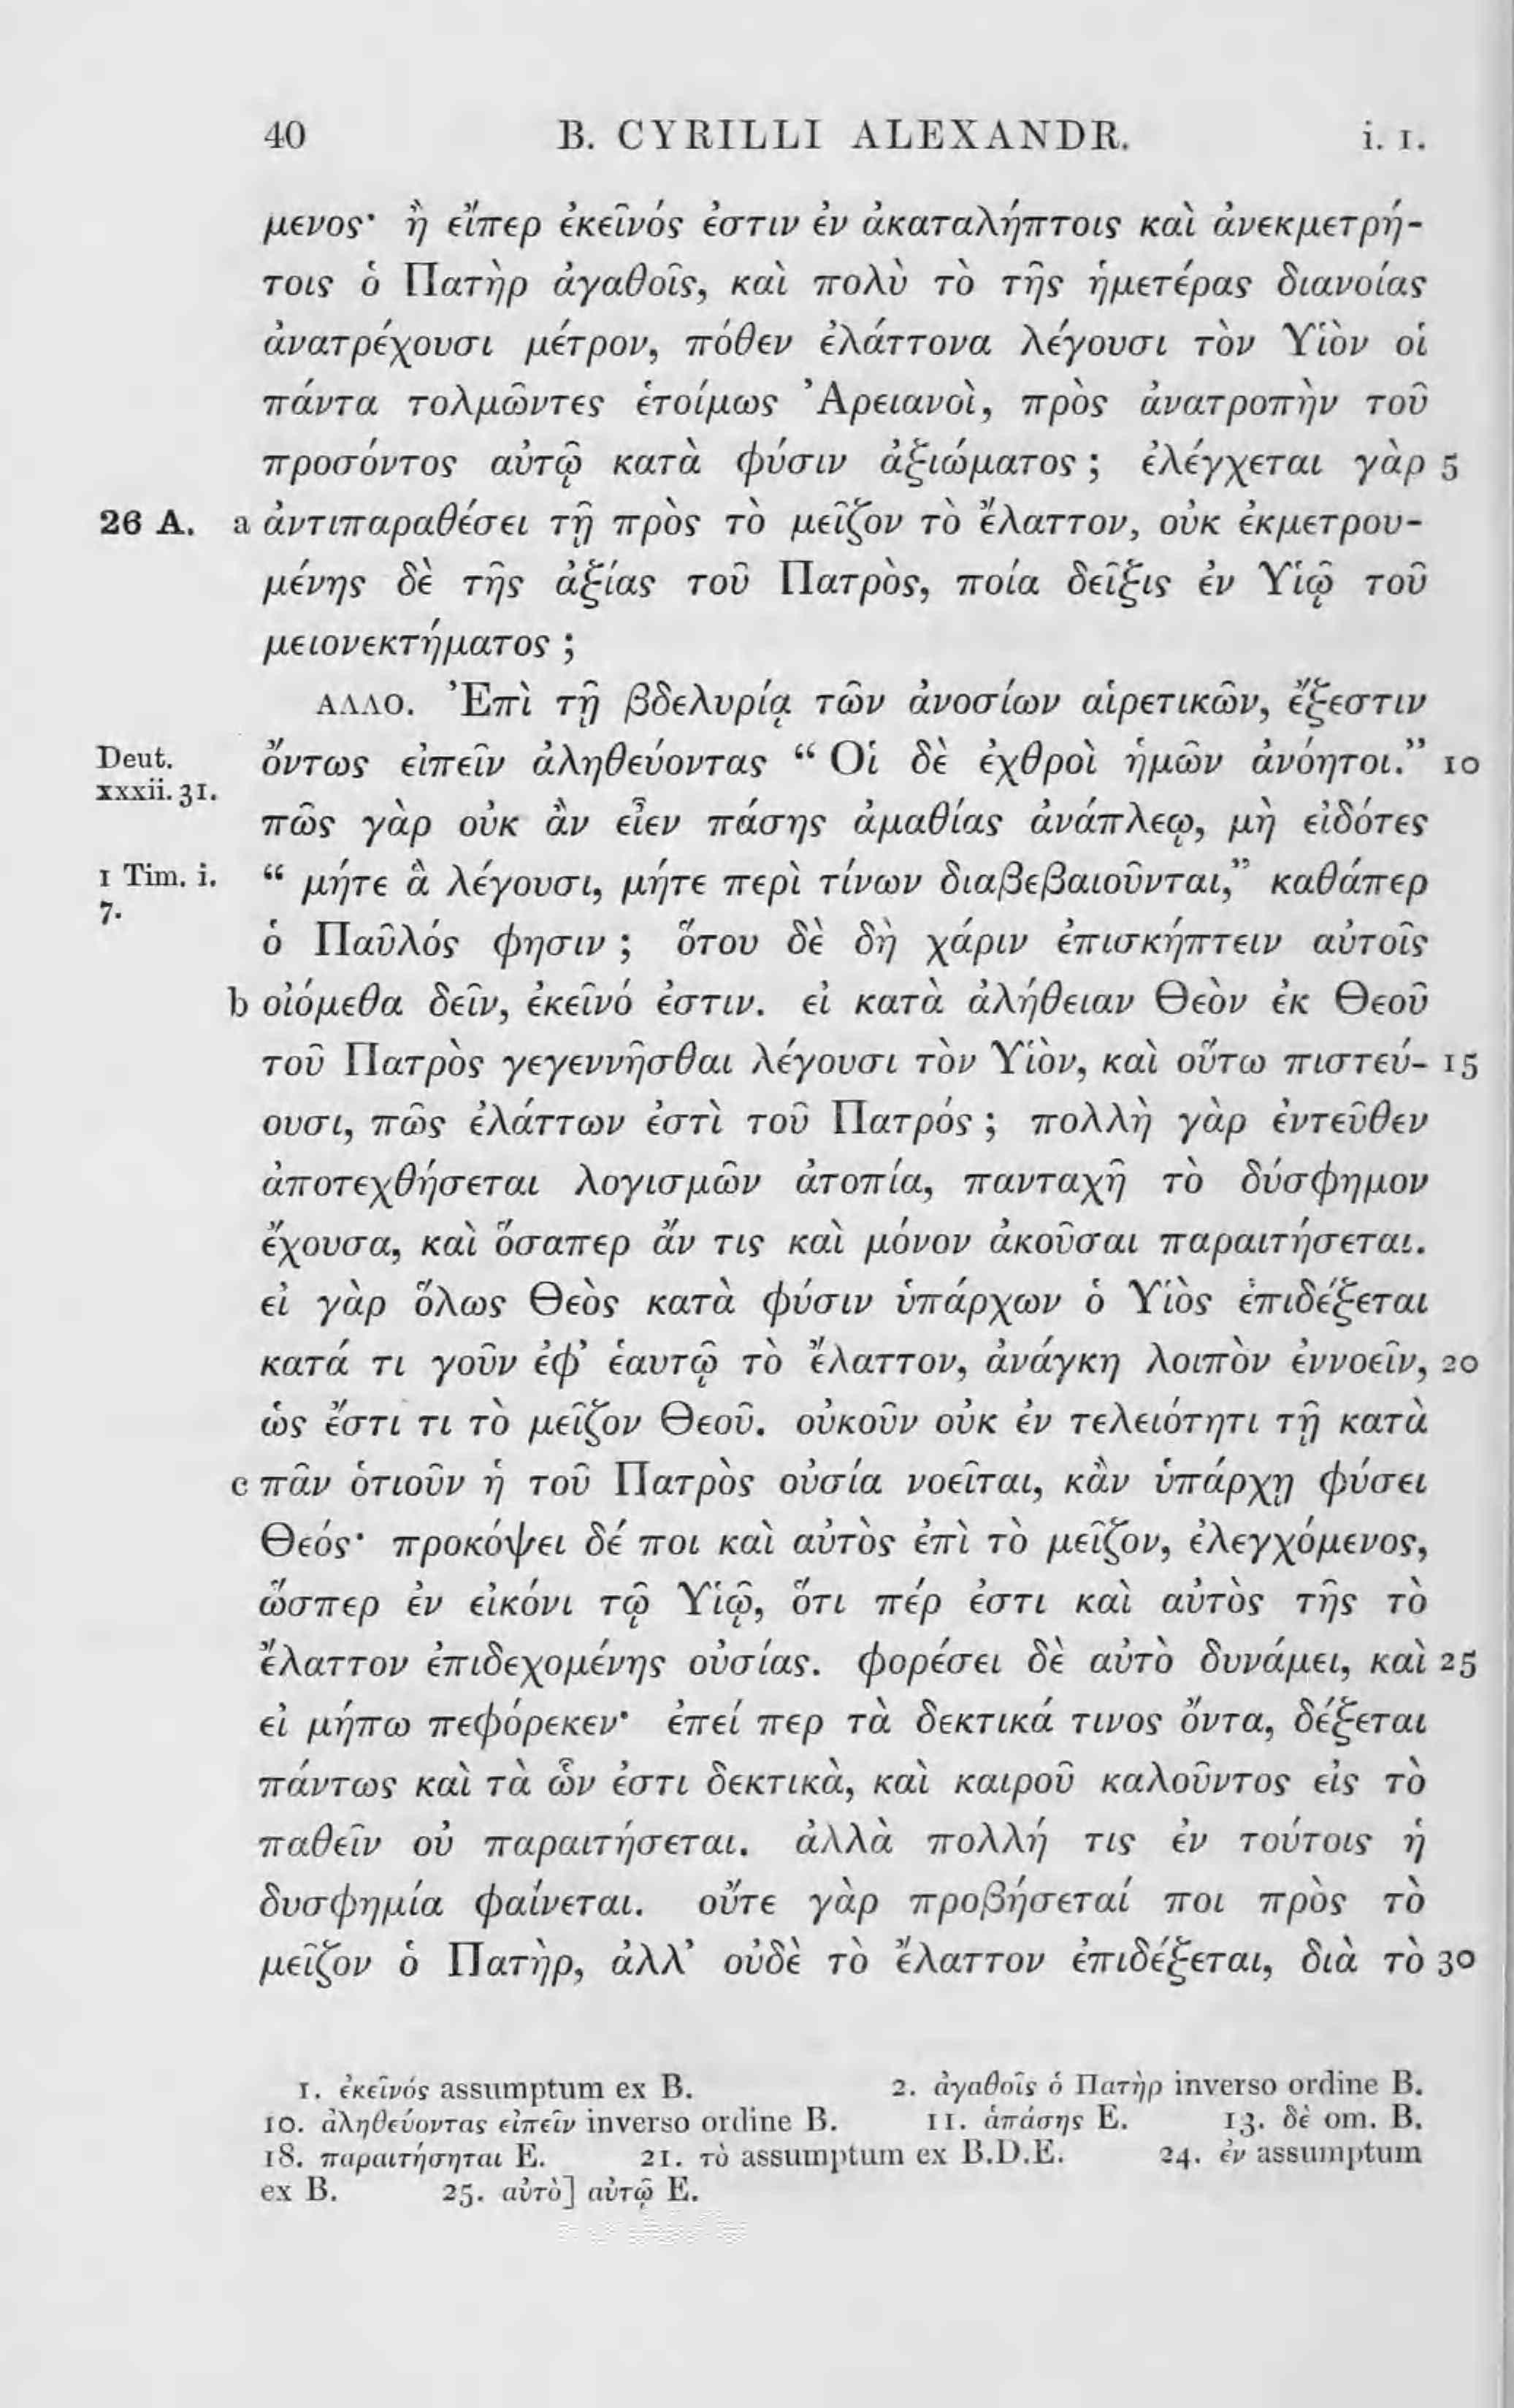 40 B. CYRILLI ALEXANDR. i. 1.
μενος· ἢ εἴπερ ἐκεῖνός ἐστιν ἐν ἀκαταλήπτοις καὶ ἀνεκμετρή-
τοις ὁ Πατὴρ ἀγαθοῖς, καὶ πολὺ τὸ τῆς ἡμετέρας διανοίας
ἀνατρέχουσι μέτρον, πόθεν ἐλάττονα λέγουσι τὸν Υἱὸν οἱ
πάντα τολμῶντες ἑτοίμως Ἀρειανοὶ, πρὸς ἀνατροπὴν τοῦ
προσόντος αὐτῷ κατὰ φύσιν ἀξιώματος ; ἐλέγχεται γὰρ 5
26 A. a ἀντιπαραθέσει τῇ πρὸς τὸ μεῖζον τὸ ἔλαττον, οὐκ ἐκμετρου-
μένης δὲ τῆς ἀξίας τοῦ Πατρὸς, ποία δεῖξις ἐν Υἱῷ τοῦ
μειονεκτήματος ;
ΑΛΛΟ. Ἐπὶ τῇ βδελυρίᾳ τῶν ἀνοσίων αἱρετικῶν, ἔξεστιν
Deut. ὄντως εἰπεῖν ἀληθεύοντας “ Οἱ δὲ ἐχθροὶ ἡμῶν ἀνόητοι.” 10
xxxii. 31.
πῶς γὰρ οὐκ ἂν εἶεν πάσης ἀμαθίας ἀνάπλεῳ, μὴ εἰδότες
1 Tim. i. “ μήτε ἃ λέγουσι, μήτε περὶ τίνων διαβεβαιοῦνται,” καθάπερ
7.
ὁ Παῦλός φησιν ; ὅτου δὲ δὴ χάριν ἐπισκήπτειν αὐτοῖς
b οἰόμεθα δεῖν, ἐκεῖνό ἐστιν. εἰ κατὰ ἀλήθειαν Θεὸν ἐκ Θεοῦ
τοῦ Πατρὸς γεγεννῆσθαι λέγουσι τὸν Υἱὸν, καὶ οὕτω πιστεύ- 15
ουσι, πῶς ἐλάττων ἐστὶ τοῦ Πατρός ; πολλὴ γὰρ ἐντεῦθεν
ἀποτεχθήσεται λογισμῶν ἀτοπία, πανταχῆ τὸ δύσφημον
ἔχουσα, καὶ ὅσαπερ ἄν τις καὶ μόνον ἀκοῦσαι παραιτήσεται.
εἰ γὰρ ὅλως Θεὸς κατὰ φύσιν ὑπάρχων ὁ Υἱὸς ἐπιδέξεται
κατά τι γοῦν ἐφ’ ἑαυτῷ τὸ ἔλαττον, ἀνάγκη λοιπὸν ἐννοεῖν, 20
ὡς ἔστι τι τὸ μεῖζον Θεοῦ. οὐκοῦν οὐκ ἐν τελειότητι τῇ κατὰ
c πᾶν ὁτιοῦν ἡ τοῦ Πατρὸς οὐσία νοεῖται, κἂν ὑπάρχῃ φύσει
Θεός· προκόψει δέ ποι καὶ αὐτὸς ἐπὶ τὸ μεῖζον, ἐλεγχόμενος,
ὥσπερ ἐν εἰκόνι τῷ Υἱῷ, ὅτι πέρ ἐστι καὶ αὐτὸς τῆς τὸ
ἔλαττον ἐπιδεχομένης οὐσίας. φορέσει δὲ αὐτὸ δυνάμει, καὶ 25
εἰ μήπω πεφόρεκεν· ἐπεί περ τὰ δεκτικά τινος ὄντα, δέξεται
πάντως καὶ τὰ ὧν ἐστι δεκτικὰ, καὶ καιροῦ καλοῦντος εἰς τὸ
παθεῖν οὐ παραιτήσεται. ἀλλὰ πολλή τις ἐν τούτοις ἡ
δυσφημία φαίνεται. οὔτε γὰρ προβήσεταί ποι πρὸς τὸ
μεῖζον ὁ Πατὴρ, ἀλλ’ οὐδὲ τὸ ἔλαττον ἐπιδέξεται, διὰ τὸ 30
1. ἐκεῖνός assumptum ex B. 2. ἀγαθοῖς ὁ Πατὴρ inverso ordine B.
10. ἀληθεύοντας εἰπεῖν inverso ordine B. 11. ἁπάσης E. 13. δὲ om. B.
18. παραιτήσηται E. 21. τὸ assumptum ex B.D.E. 24. ἐν assumptum
ex B. 25. αὐτὸ] αὐτῷ E.